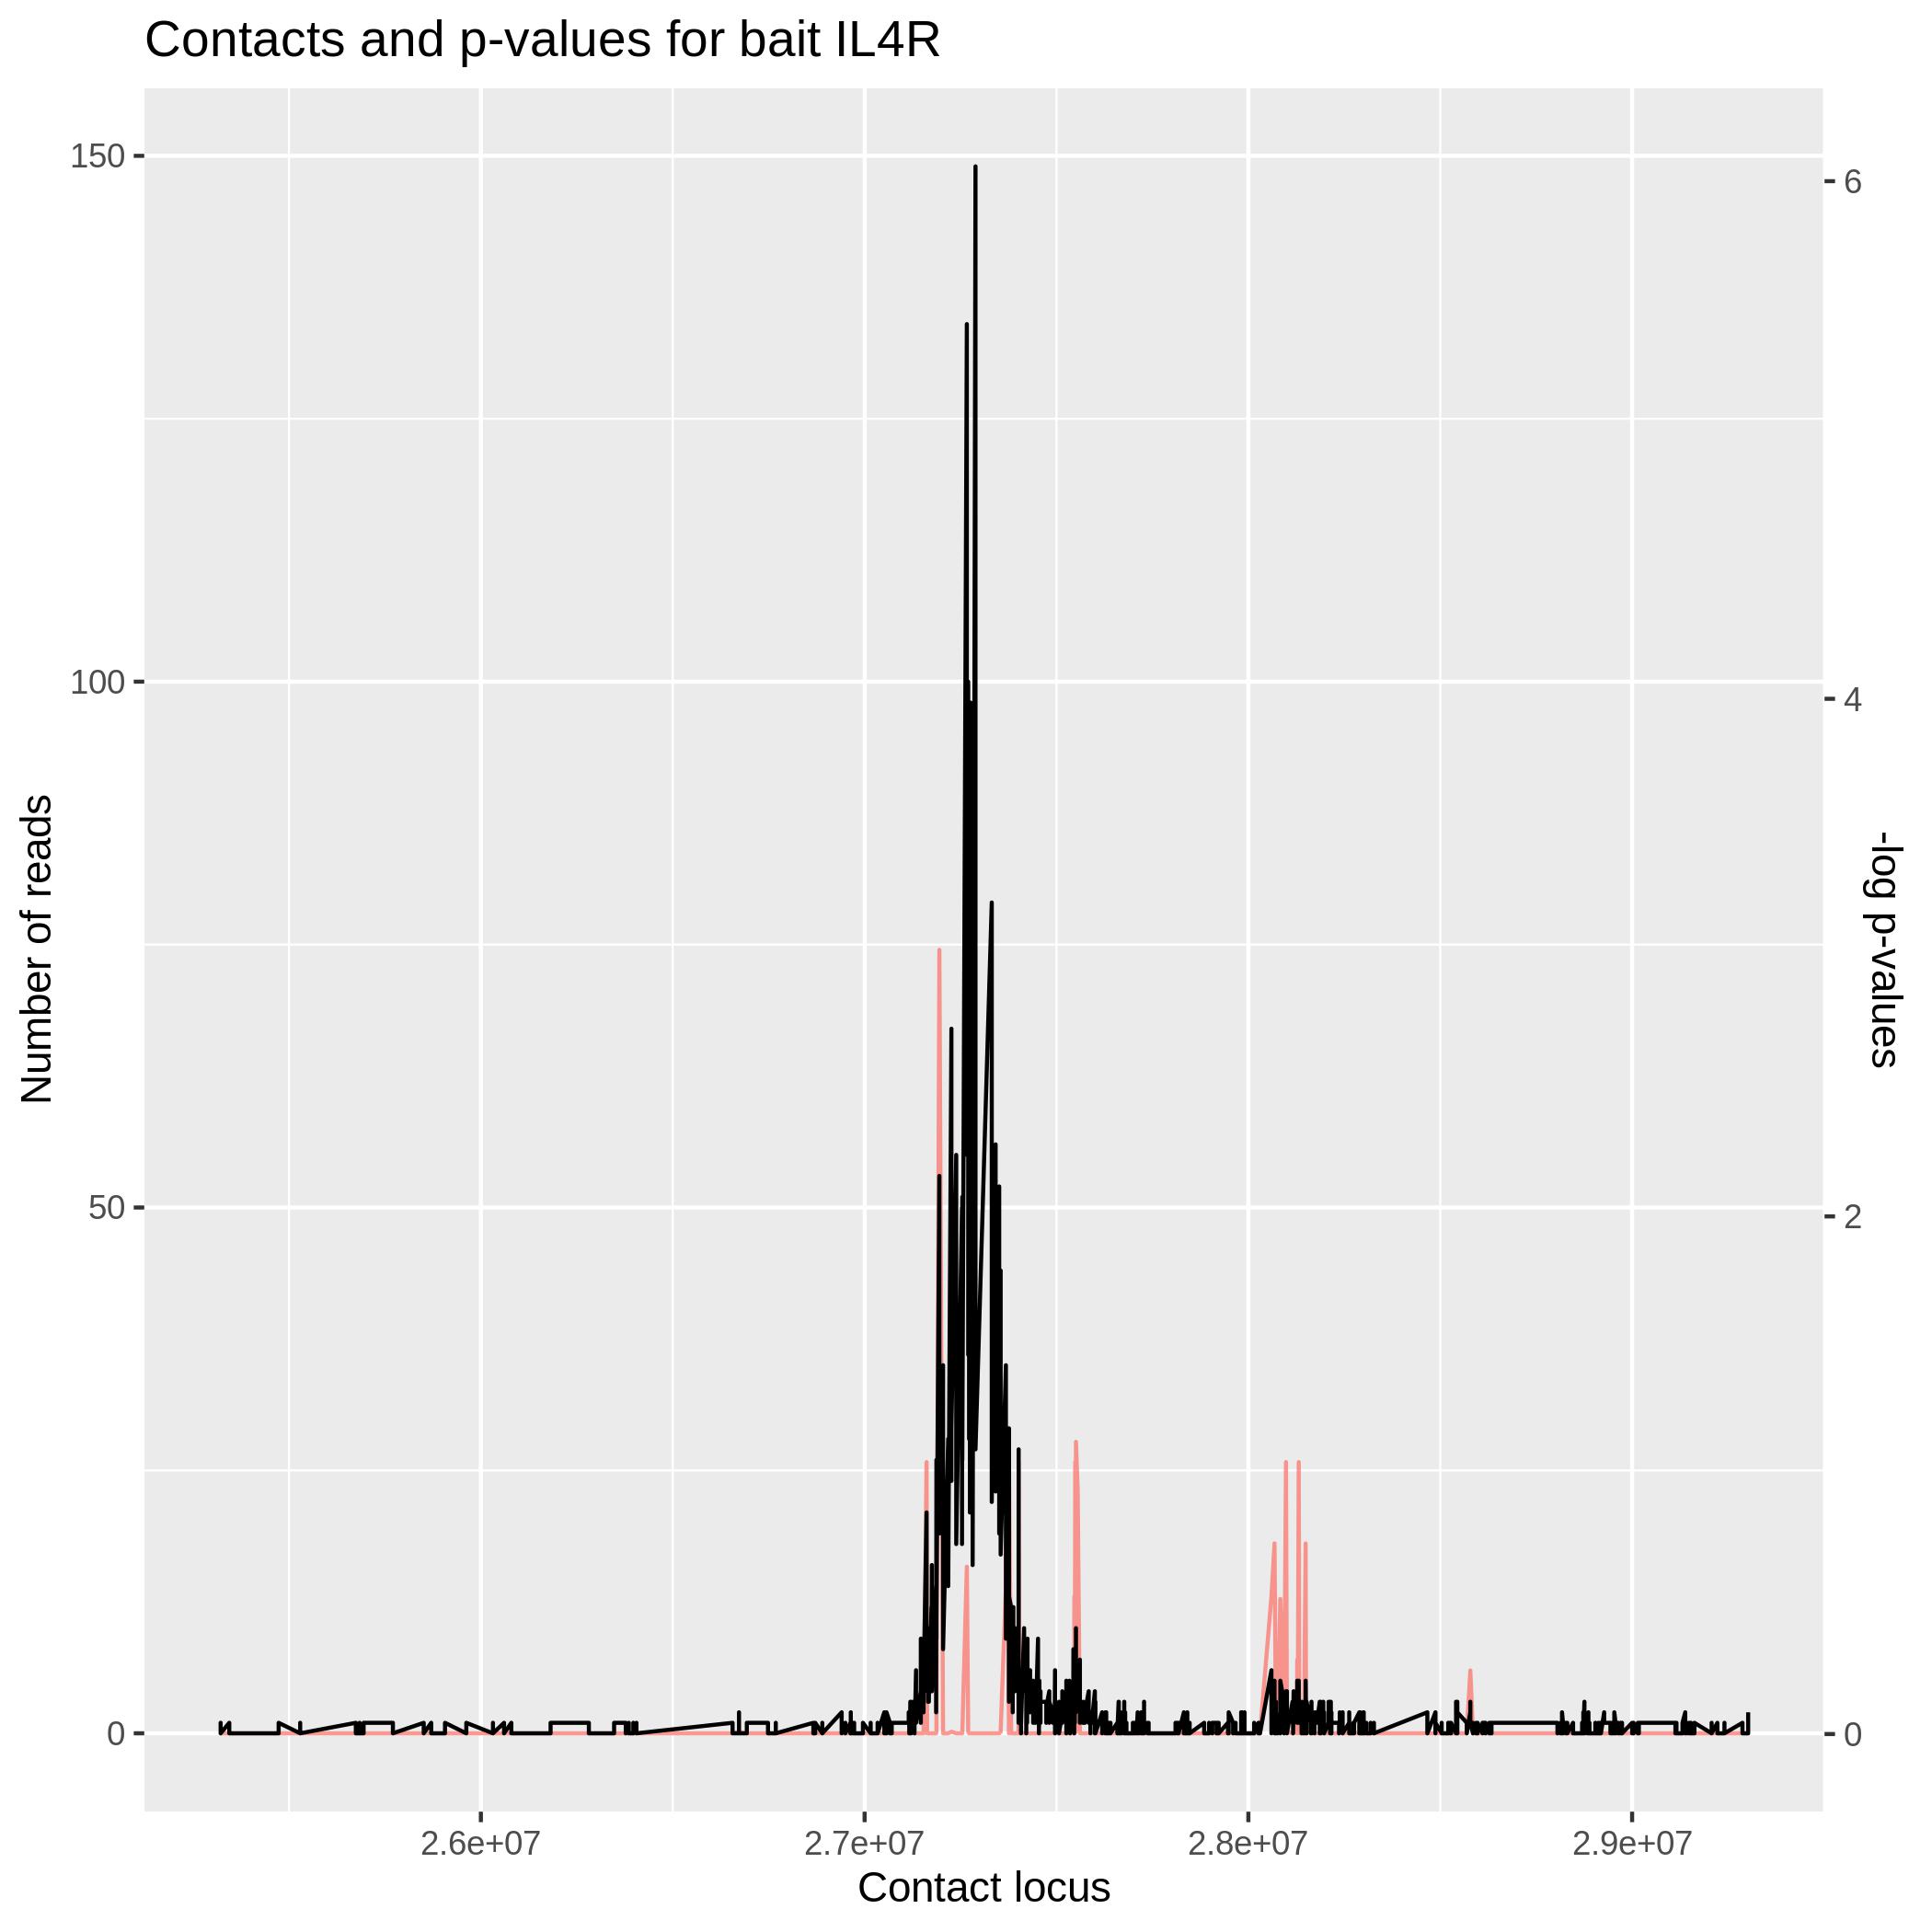 Contacts and p-values for bait IL4R
150
100
50
0
Number of reads
6
4
2
0
-log p-values
2.6e+07
2.7e+07
2.8e+07
2.9e+07
Contact locus